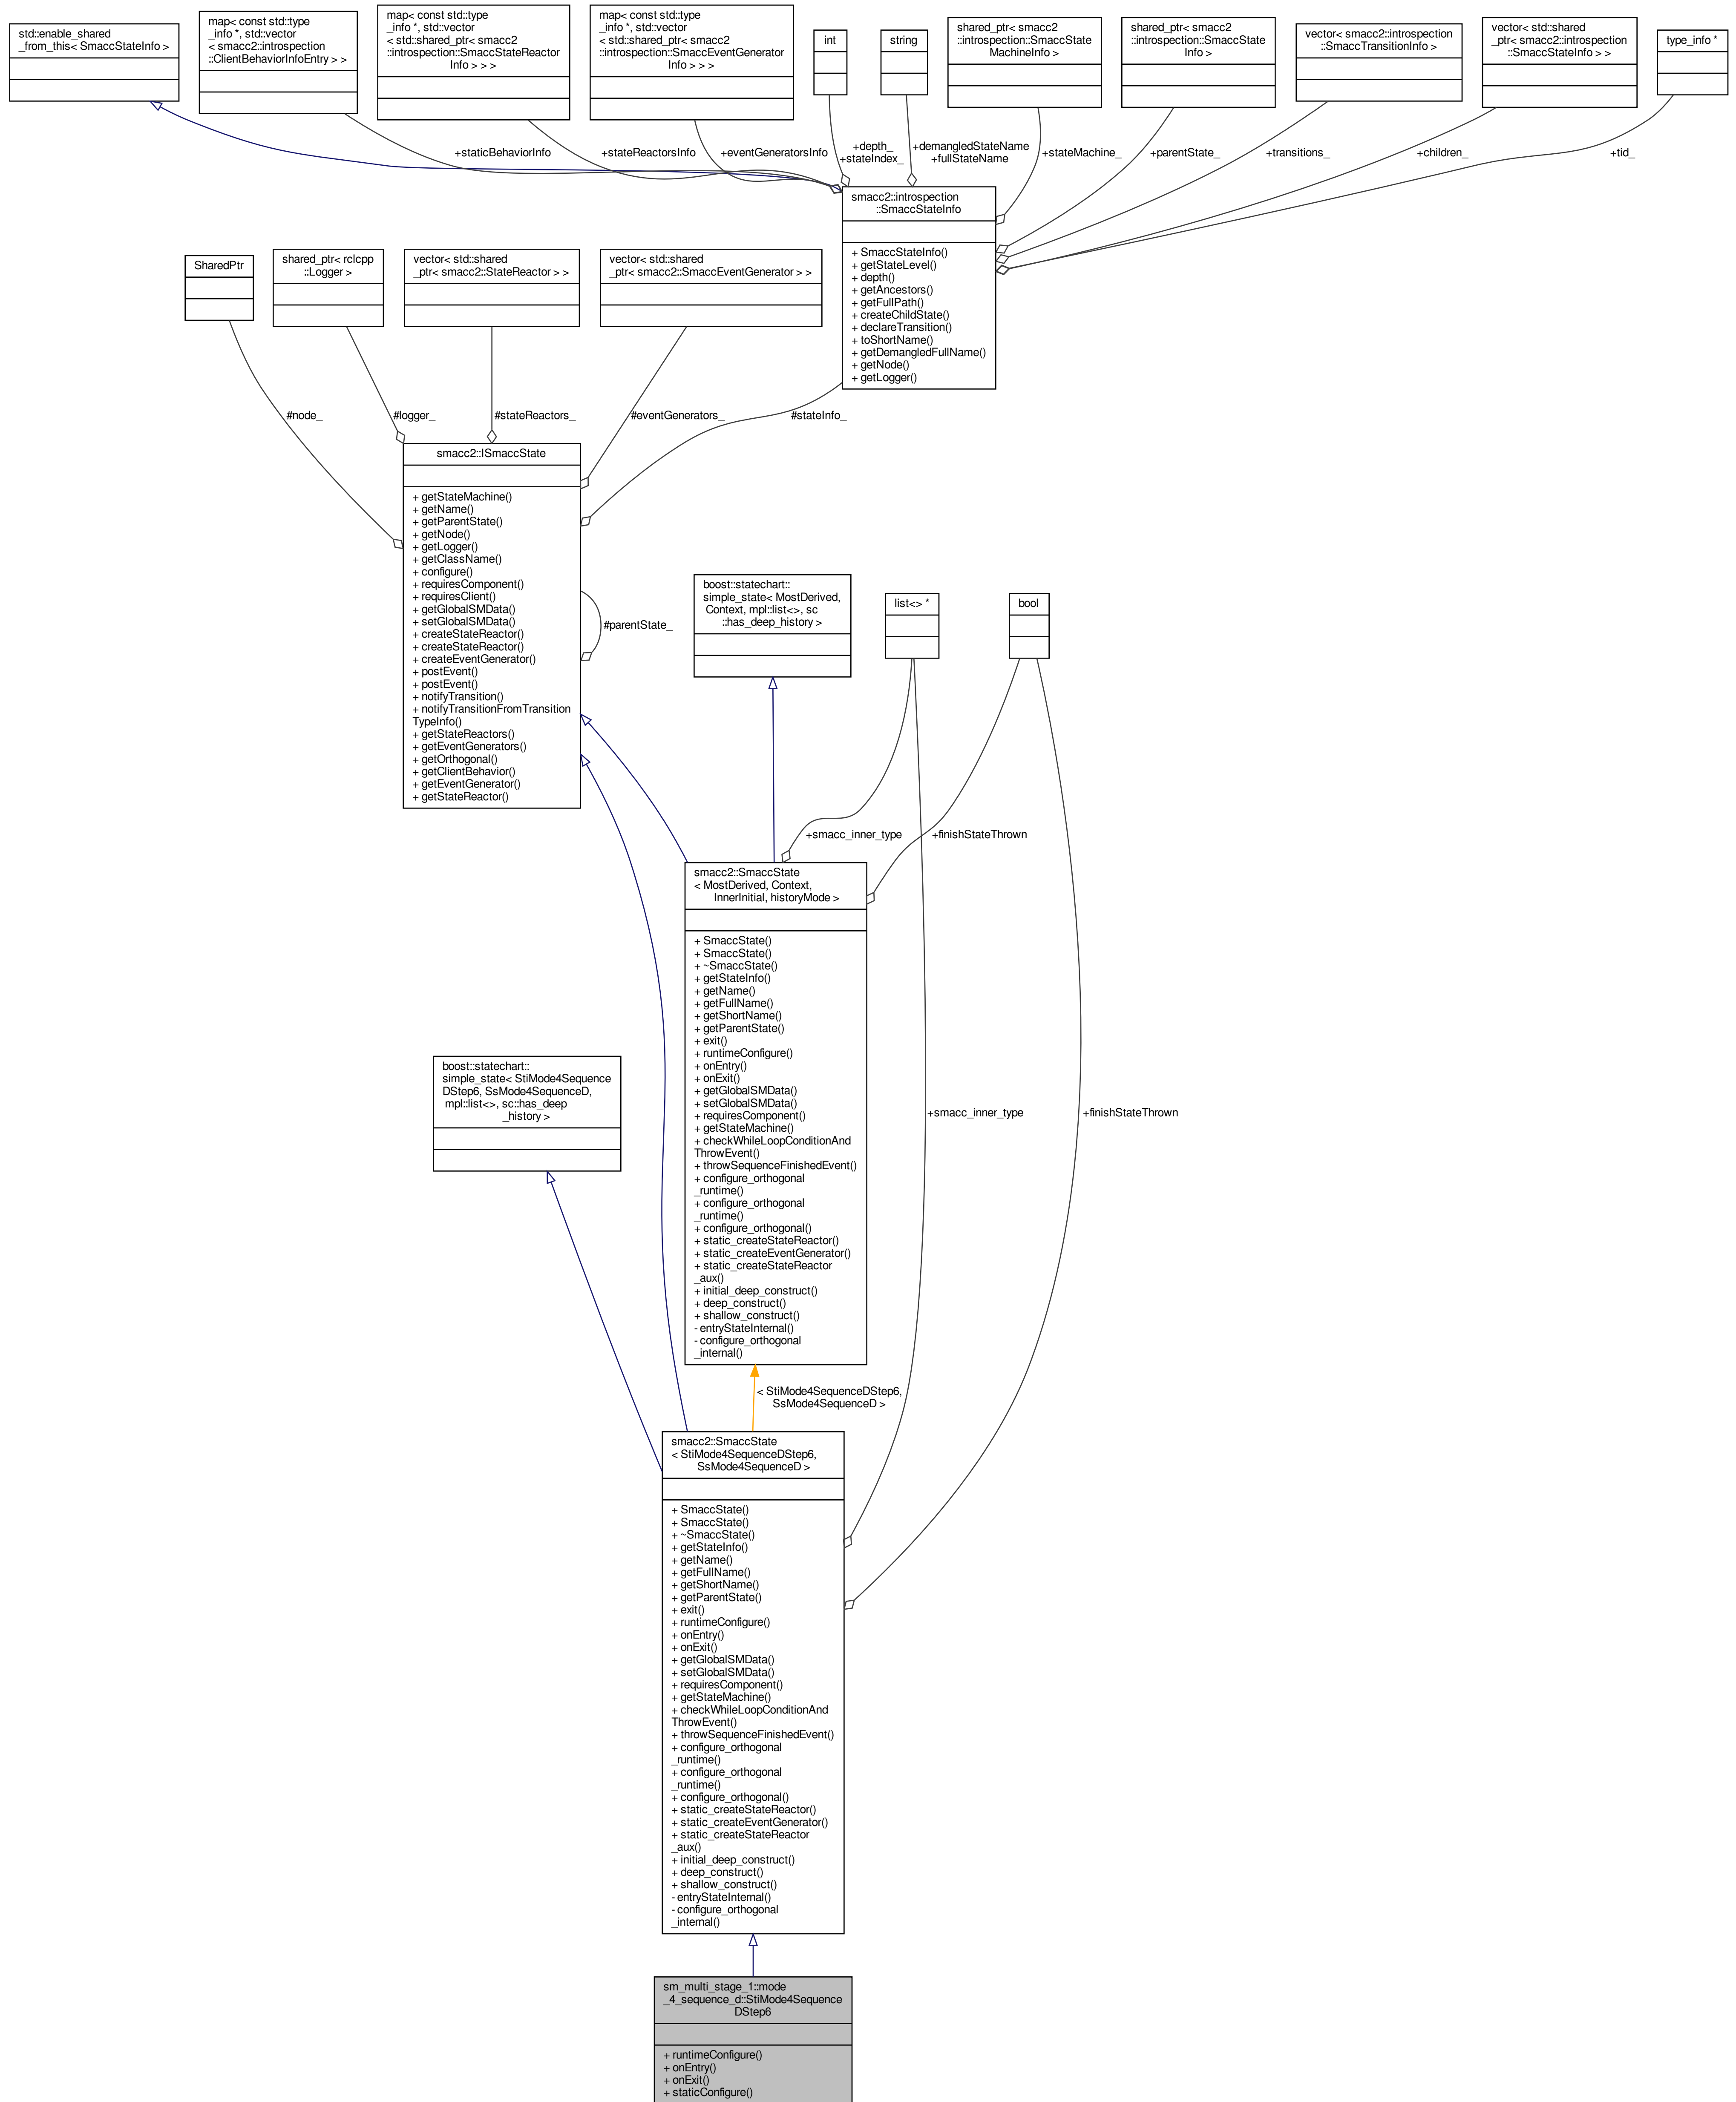 std::enable_shared
_from_this< SmaccStateInfo >
map< const std::type
_info *, std::vector
< smacc2::introspection
::ClientBehaviorInfoEntry > >
map< const std::type
_info *, std::vector
< std::shared_ptr< smacc2
::introspection::SmaccStateReactor
Info > > >
map< const std::type
_info *, std::vector
< std::shared_ptr< smacc2
::introspection::SmaccEventGenerator
Info > > >
int
string
shared_ptr< smacc2
::introspection::SmaccState
MachineInfo >
shared_ptr< smacc2
::introspection::SmaccState
Info >
vector< smacc2::introspection
::SmaccTransitionInfo >
vector< std::shared
_ptr< smacc2::introspection
::SmaccStateInfo > >
type_info *
+staticBehaviorInfo
+stateReactorsInfo
+eventGeneratorsInfo
+depth_
+stateIndex_
+demangledStateName
+fullStateName
+stateMachine_
+parentState_
+transitions_
+children_
+tid_
smacc2::introspection
::SmaccStateInfo
+ SmaccStateInfo()
+ getStateLevel()
+ depth()
+ getAncestors()
+ getFullPath()
+ createChildState()
+ declareTransition()
+ toShortName()
+ getDemangledFullName()
+ getNode()
+ getLogger()
SharedPtr
shared_ptr< rclcpp
::Logger >
vector< std::shared
_ptr< smacc2::StateReactor > >
vector< std::shared
_ptr< smacc2::SmaccEventGenerator > >
#node_
#logger_
#stateReactors_
#eventGenerators_
#stateInfo_
smacc2::ISmaccState
+ getStateMachine()
+ getName()
+ getParentState()
+ getNode()
+ getLogger()
+ getClassName()
+ configure()
+ requiresComponent()
+ requiresClient()
+ getGlobalSMData()
+ setGlobalSMData()
+ createStateReactor()
+ createStateReactor()
+ createEventGenerator()
+ postEvent()
+ postEvent()
+ notifyTransition()
+ notifyTransitionFromTransition
TypeInfo()
+ getStateReactors()
+ getEventGenerators()
+ getOrthogonal()
+ getClientBehavior()
+ getEventGenerator()
+ getStateReactor()
#parentState_
boost::statechart::
simple_state< MostDerived,
Context, mpl::list<>, sc
::has_deep_history >
list<> *
bool
+smacc_inner_type
+finishStateThrown
smacc2::SmaccState
< MostDerived, Context,
InnerInitial, historyMode >
+ SmaccState()
+ SmaccState()
+ ~SmaccState()
+ getStateInfo()
+ getName()
+ getFullName()
+ getShortName()
+ getParentState()
+ exit()
+ runtimeConfigure()
+ onEntry()
+ onExit()
+ getGlobalSMData()
+ setGlobalSMData()
+ requiresComponent()
+ getStateMachine()
+ checkWhileLoopConditionAnd
ThrowEvent()
+ throwSequenceFinishedEvent()
+ configure_orthogonal
_runtime()
+ configure_orthogonal
_runtime()
+ configure_orthogonal()
+ static_createStateReactor()
+ static_createEventGenerator()
+ static_createStateReactor
_aux()
+ initial_deep_construct()
+ deep_construct()
+ shallow_construct()
- entryStateInternal()
- configure_orthogonal
_internal()
boost::statechart::
simple_state< StiMode4Sequence
DStep6, SsMode4SequenceD,
mpl::list<>, sc::has_deep
_history >
+smacc_inner_type
+finishStateThrown
< StiMode4SequenceDStep6,
SsMode4SequenceD >
smacc2::SmaccState
< StiMode4SequenceDStep6,
SsMode4SequenceD >
+ SmaccState()
+ SmaccState()
+ ~SmaccState()
+ getStateInfo()
+ getName()
+ getFullName()
+ getShortName()
+ getParentState()
+ exit()
+ runtimeConfigure()
+ onEntry()
+ onExit()
+ getGlobalSMData()
+ setGlobalSMData()
+ requiresComponent()
+ getStateMachine()
+ checkWhileLoopConditionAnd
ThrowEvent()
+ throwSequenceFinishedEvent()
+ configure_orthogonal
_runtime()
+ configure_orthogonal
_runtime()
+ configure_orthogonal()
+ static_createStateReactor()
+ static_createEventGenerator()
+ static_createStateReactor
_aux()
+ initial_deep_construct()
+ deep_construct()
+ shallow_construct()
- entryStateInternal()
- configure_orthogonal
_internal()
sm_multi_stage_1::mode
_4_sequence_d::StiMode4Sequence
DStep6
+ runtimeConfigure()
+ onEntry()
+ onExit()
+ staticConfigure()